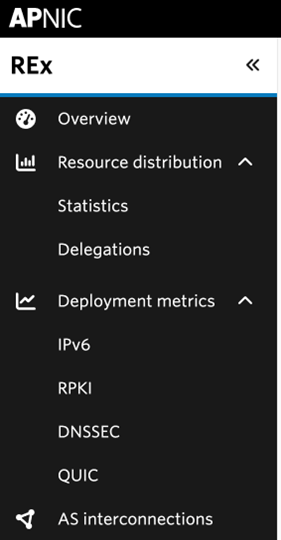 APNIC
REx
Overview
Resource distribution
Statistics
Delegations
Deployment metrics
IPv6
RPKI
DNSSEC
QUIC
AS interconnections